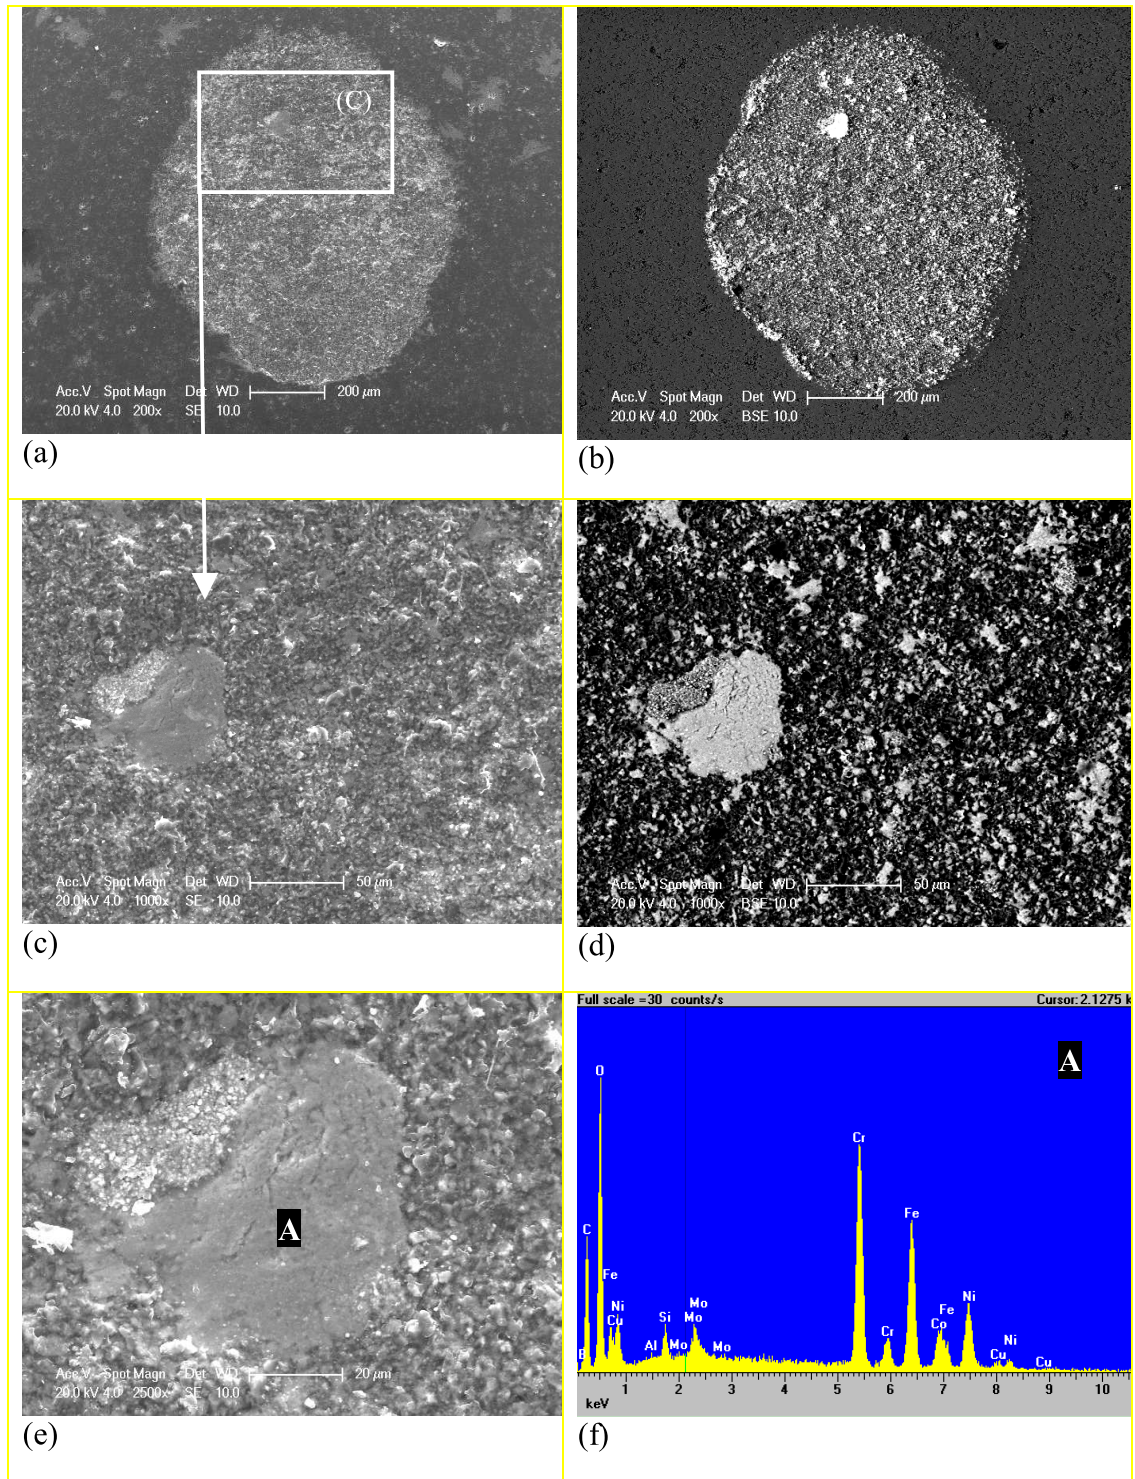 (C)
Acc.V Spot Magn Det WD 200 µm
20.0 kV 4.0 200x SE 10.0
(a)
Acc.V Spot Magn Det WD 200 µm
20.0 kV 4.0 200x BSE 10.0
(b)
Acc.V Spot Magn Det WD 50 µm
20.0 kV 4.0 1000x SE 10.0
(c)
Acc.V Spot Magn Det WD 50 µm
20.0 kV 4.0 1000x BSE 10.0
(d)
A
Acc.V Spot Magn Det WD 20 µm
20.0 kV 4.0 2500x SE 10.0
(e)
Full scale =30 counts/s Cursor: 2.1275 k
A
O
Cr
Fe
C
Fe
Ni
Mo
Ni
Si
Fe
Cu
Mo
Co
Cr
Ni
Al
Mo
Mo
Cu
Cu
B
1 2 3 4 5 6 7 8 9 10
keV
(f)